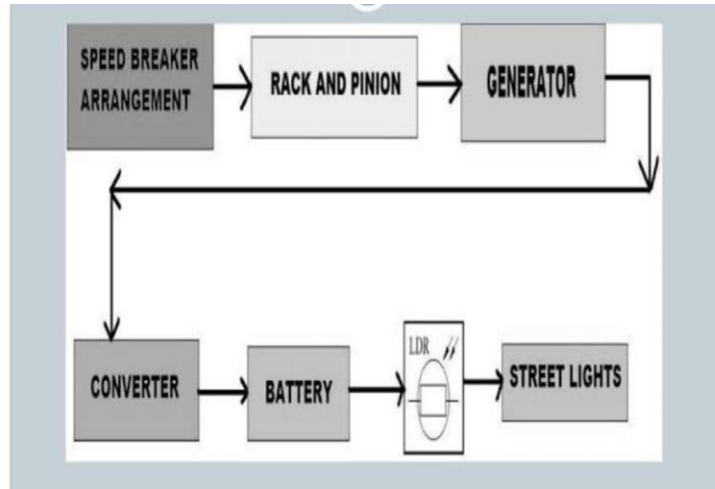 SPEED BREAKER
ARRANGEMENT
RACK AND PINION
GENERATOR
CONVERTER
BATTERY
LDR
STREET LIGHTS